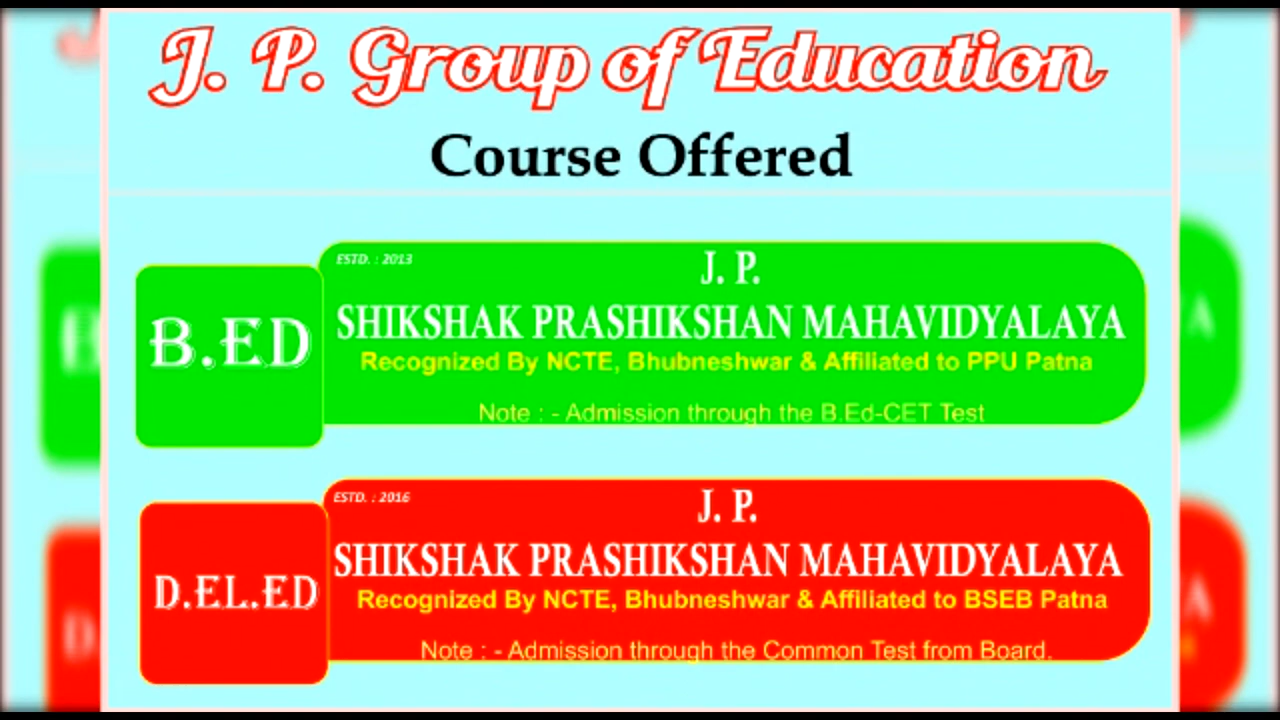 J. P. Group of Education
Course Offered
ESTD. : 2013
J. P.
B.ED
SHIKSHAK PRASHIKSHAN MAHAVIDYALAYA
Recognized By NCTE, Bhubneshwar & Affiliated to PPU Patna
Note : - Admission through the B.Ed-CET Test
ESTD. : 2016
J. P.
D.EL.ED
SHIKSHAK PRASHIKSHAN MAHAVIDYALAYA
Recognized By NCTE, Bhubneshwar & Affiliated to BSEB Patna
Note : - Admission through the Common Test from Board.